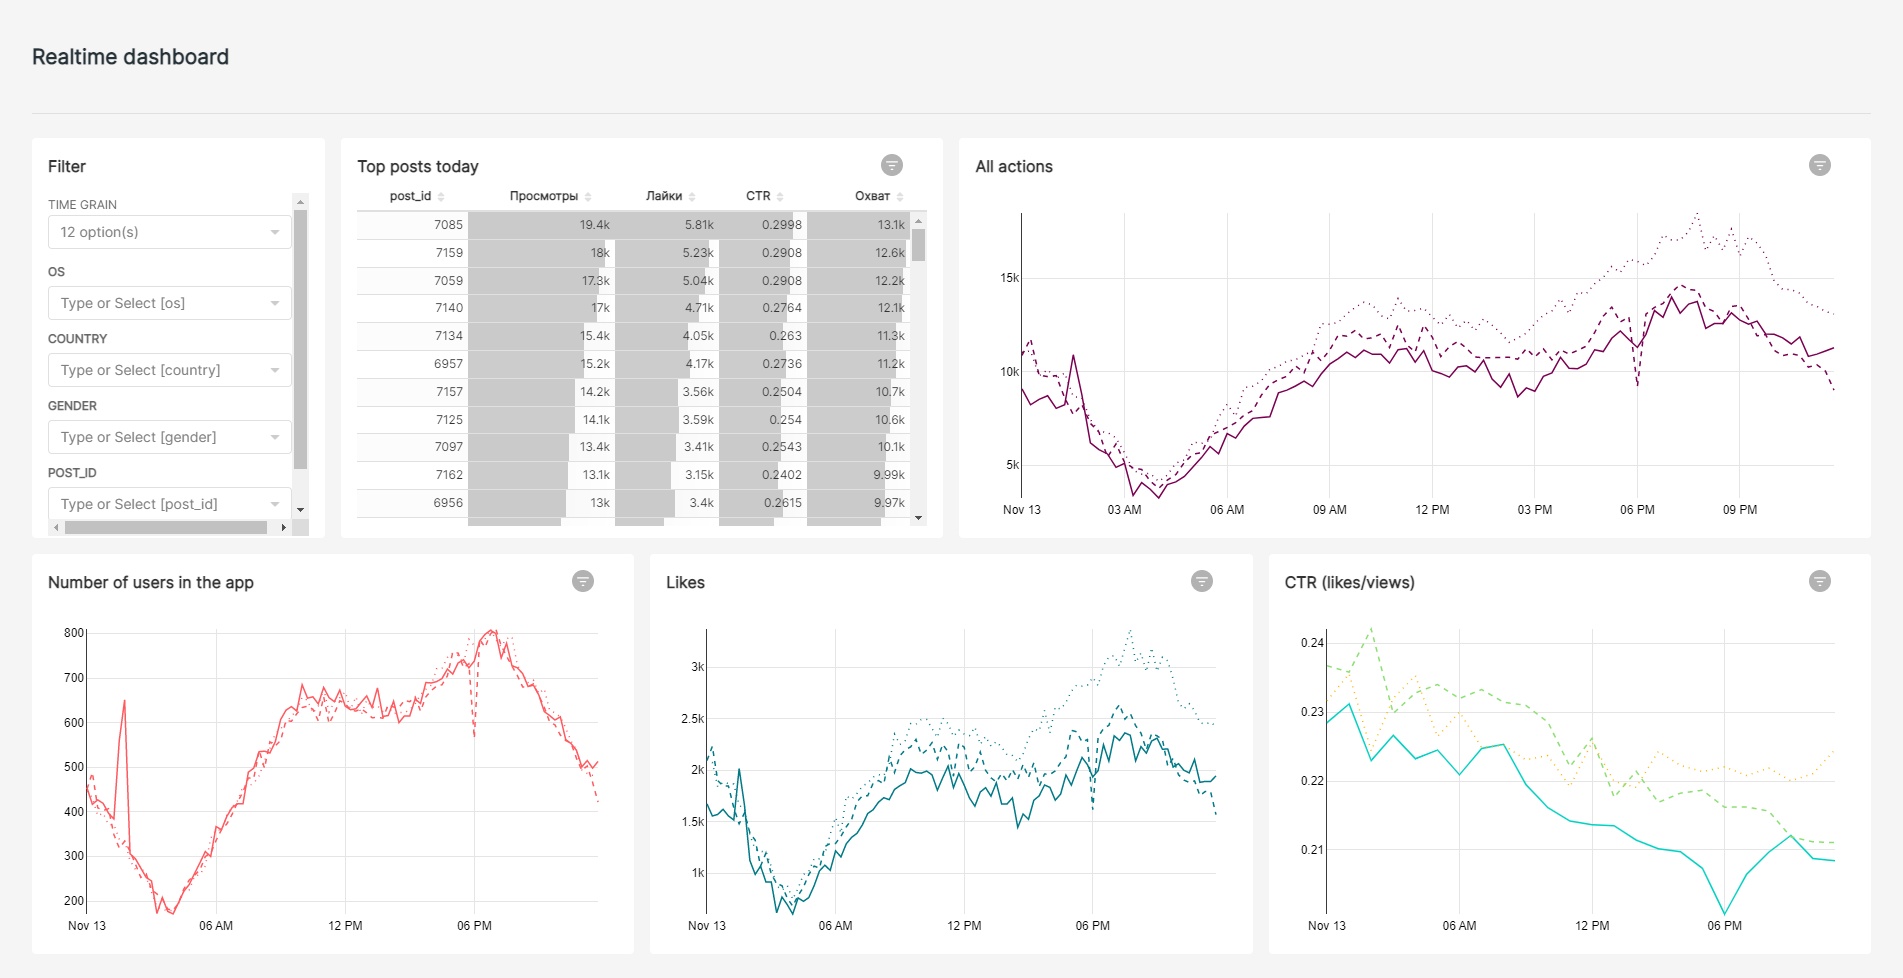 Realtime dashboard
Filter
TIME GRAIN
12 option(s)
OS
Type or Select [os]
COUNTRY
Type or Select [country]
GENDER
Type or Select [gender]
POST_ID
Type or Select [post_id]
Top posts today
post_id Просмотры Лайки CTR Охват
7085 19.4k 5.81k 0.2998 13.1k
7159 18k 5.23k 0.2908 12.6k
7059 17.3k 5.04k 0.2908 12.2k
7140 17k 4.71k 0.2764 12.1k
7134 15.4k 4.05k 0.263 11.3k
6957 15.2k 4.17k 0.2736 11.2k
7157 14.2k 3.56k 0.2504 10.7k
7125 14.1k 3.59k 0.254 10.6k
7097 13.4k 3.41k 0.2543 10.1k
7162 13.1k 3.15k 0.2402 9.99k
6956 13k 3.4k 0.2615 9.97k
All actions
15k
10k
5k
Nov 13 03 AM 06 AM 09 AM 12 PM 03 PM 06 PM 09 PM
Number of users in the app
800
700
600
500
400
300
200
Nov 13 06 AM 12 PM 06 PM
Likes
3k
2.5k
2k
1.5k
1k
Nov 13 06 AM 12 PM 06 PM
CTR (likes/views)
0.24
0.23
0.22
0.21
Nov 13 06 AM 12 PM 06 PM